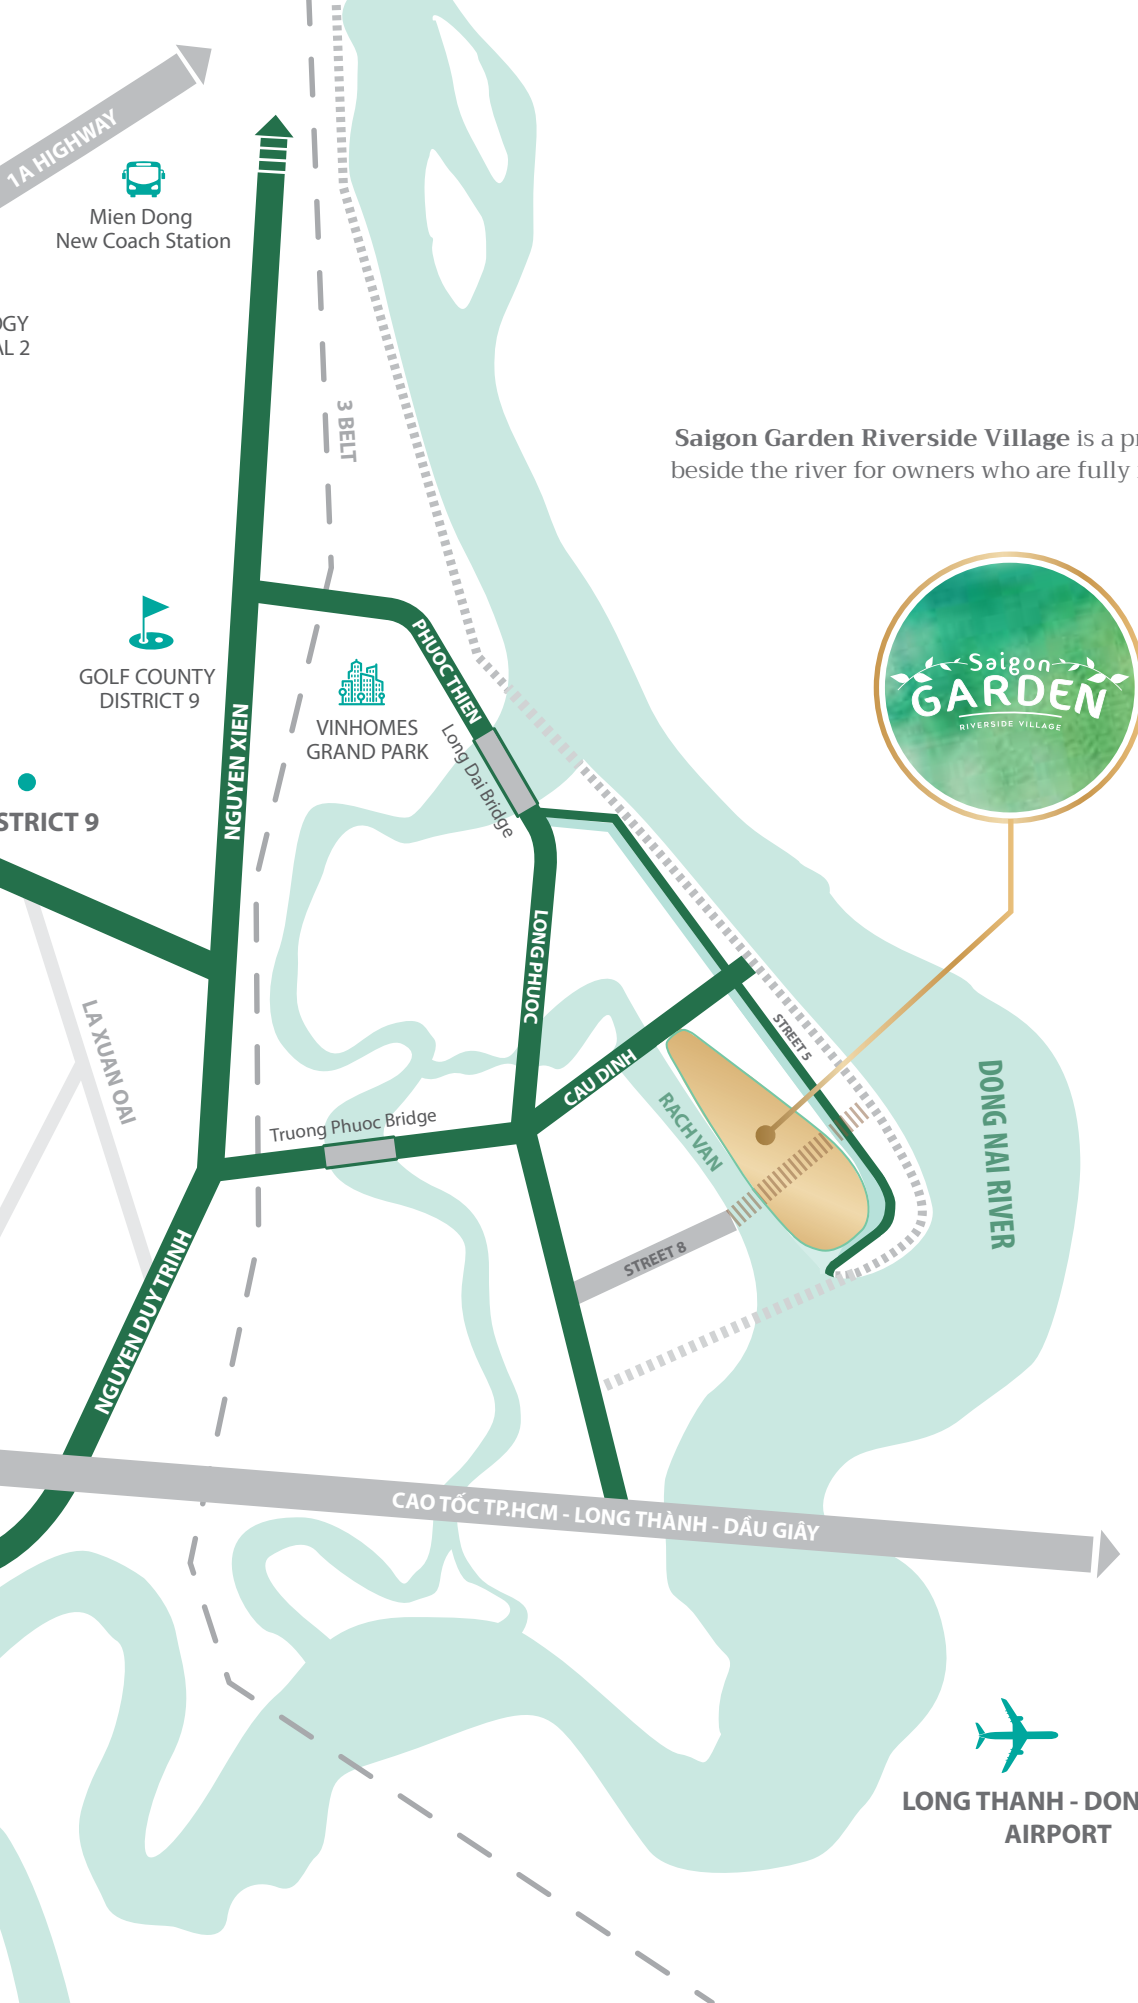 1A HIGHWAY
Mien Dong
New Coach Station
OGY
AL 2
3 BELT
Saigon Garden Riverside Village is a pr
beside the river for owners who are fully
Saigon
GARDEN
RIVERSIDE VILLAGE
PHUOC THIEN
GOLF COUNTY
DISTRICT 9
NGUYEN XIEN
VINHOMES
GRAND PARK
Long Dai Bridge
STRICT 9
LONG PHUOC
LA XUAN OAI
STREET 5
CAU DINH
RACH VAN
DONG NAI RIVER
Truong Phuoc Bridge
STREET 8
NGUYEN DUY TRINH
CAO TỐC TP.HCM - LONG THÀNH - DẦU GIÂY
LONG THANH - DON
AIRPORT